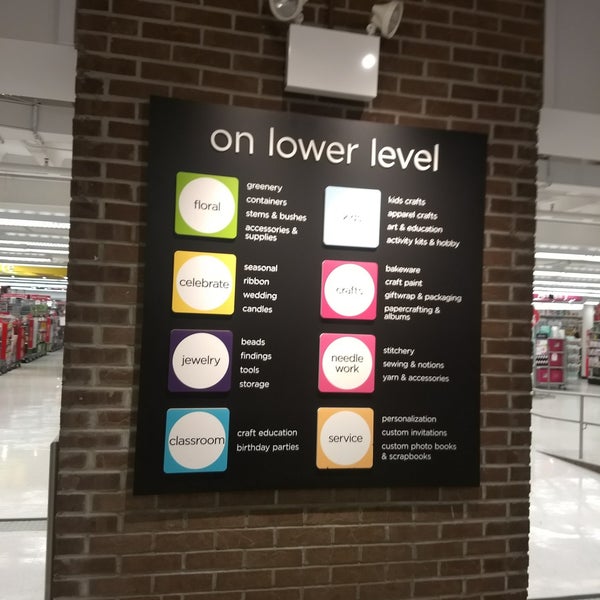 on lower level
floral
greenery
containers
stems & bushes
accessories &
supplies
kids
kids crafts
apparel crafts
art & education
activity kits & hobby
celebrate
seasonal
ribbon
wedding
candles
crafts
bakeware
craft paint
giftwrap & packaging
papercrafting &
albums
jewelry
beads
findings
tools
storage
needle
work
stitchery
sewing & notions
yarn & accessories
classroom
craft education
birthday parties
service
personalization
custom invitations
custom photo books
& scrapbooks